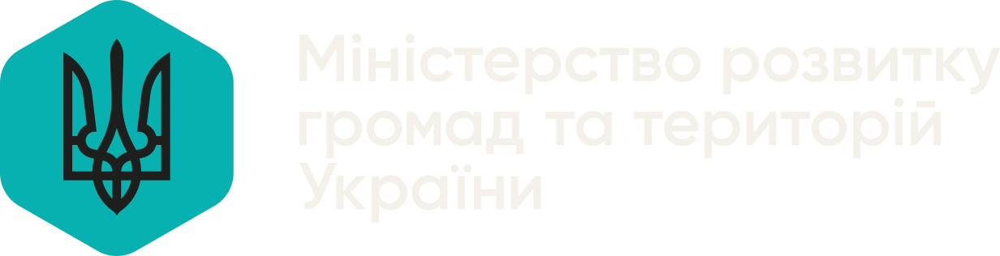 Міністерство розвитку
громад та територій
України